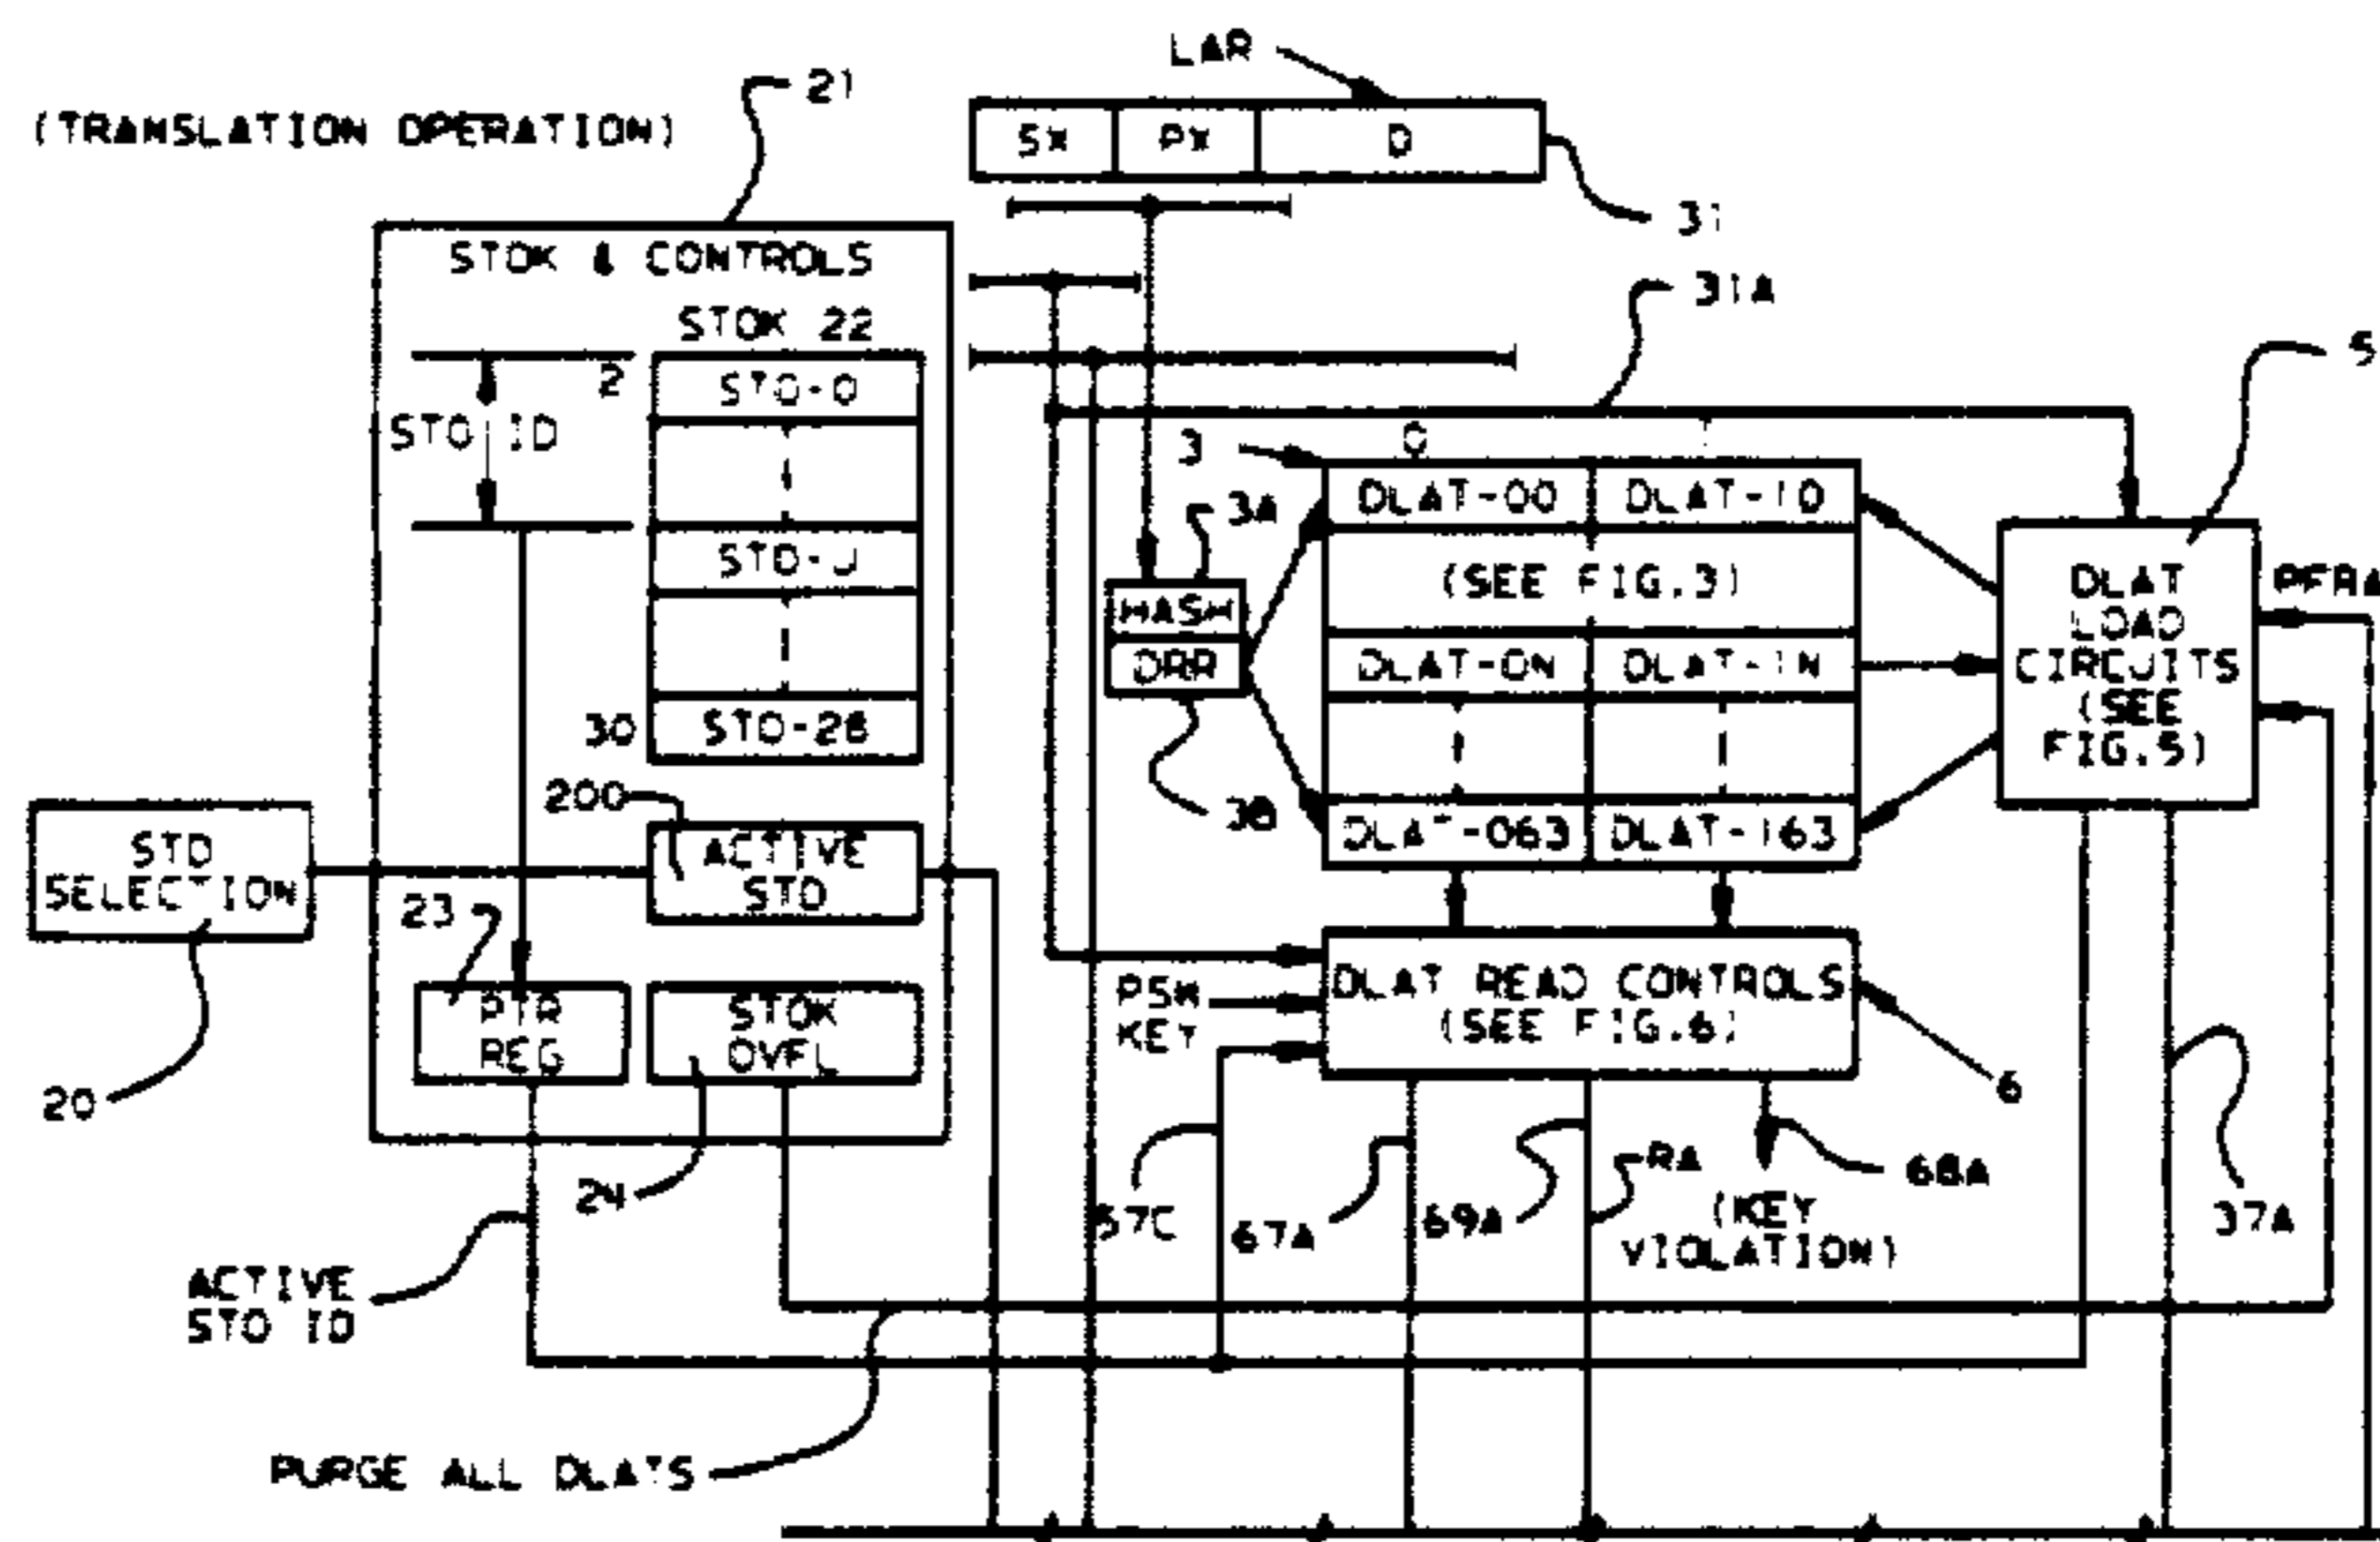 LAR
21
(TRANSLATION OPERATION)
SX PX D
31
STOK & CONTROLS
31A
STOK 22
5
2
STO-0
STO ID
3
0
DLAT-00 DLAT-10
3A
STO-J
(SEE FIG.3)
HASH
DLAT
LOAD
CIRCUITS
(SEE
FIG.5)
PFRA
DRR
DLAT-0N DLAT-1N
30
STO-28
200
3B
DLAT-063 DLAT-163
STO
SELECTION
ACTIVE
STO
23
PSW
KEY
DLAT READ CONTROLS
(SEE FIG.6)
PTR
REG
STOK
OVFL
20
6
24
57C
67A
69A
RA
68A
(KEY
VIOLATION)
37A
ACTIVE
STO ID
PURGE ALL DLATS